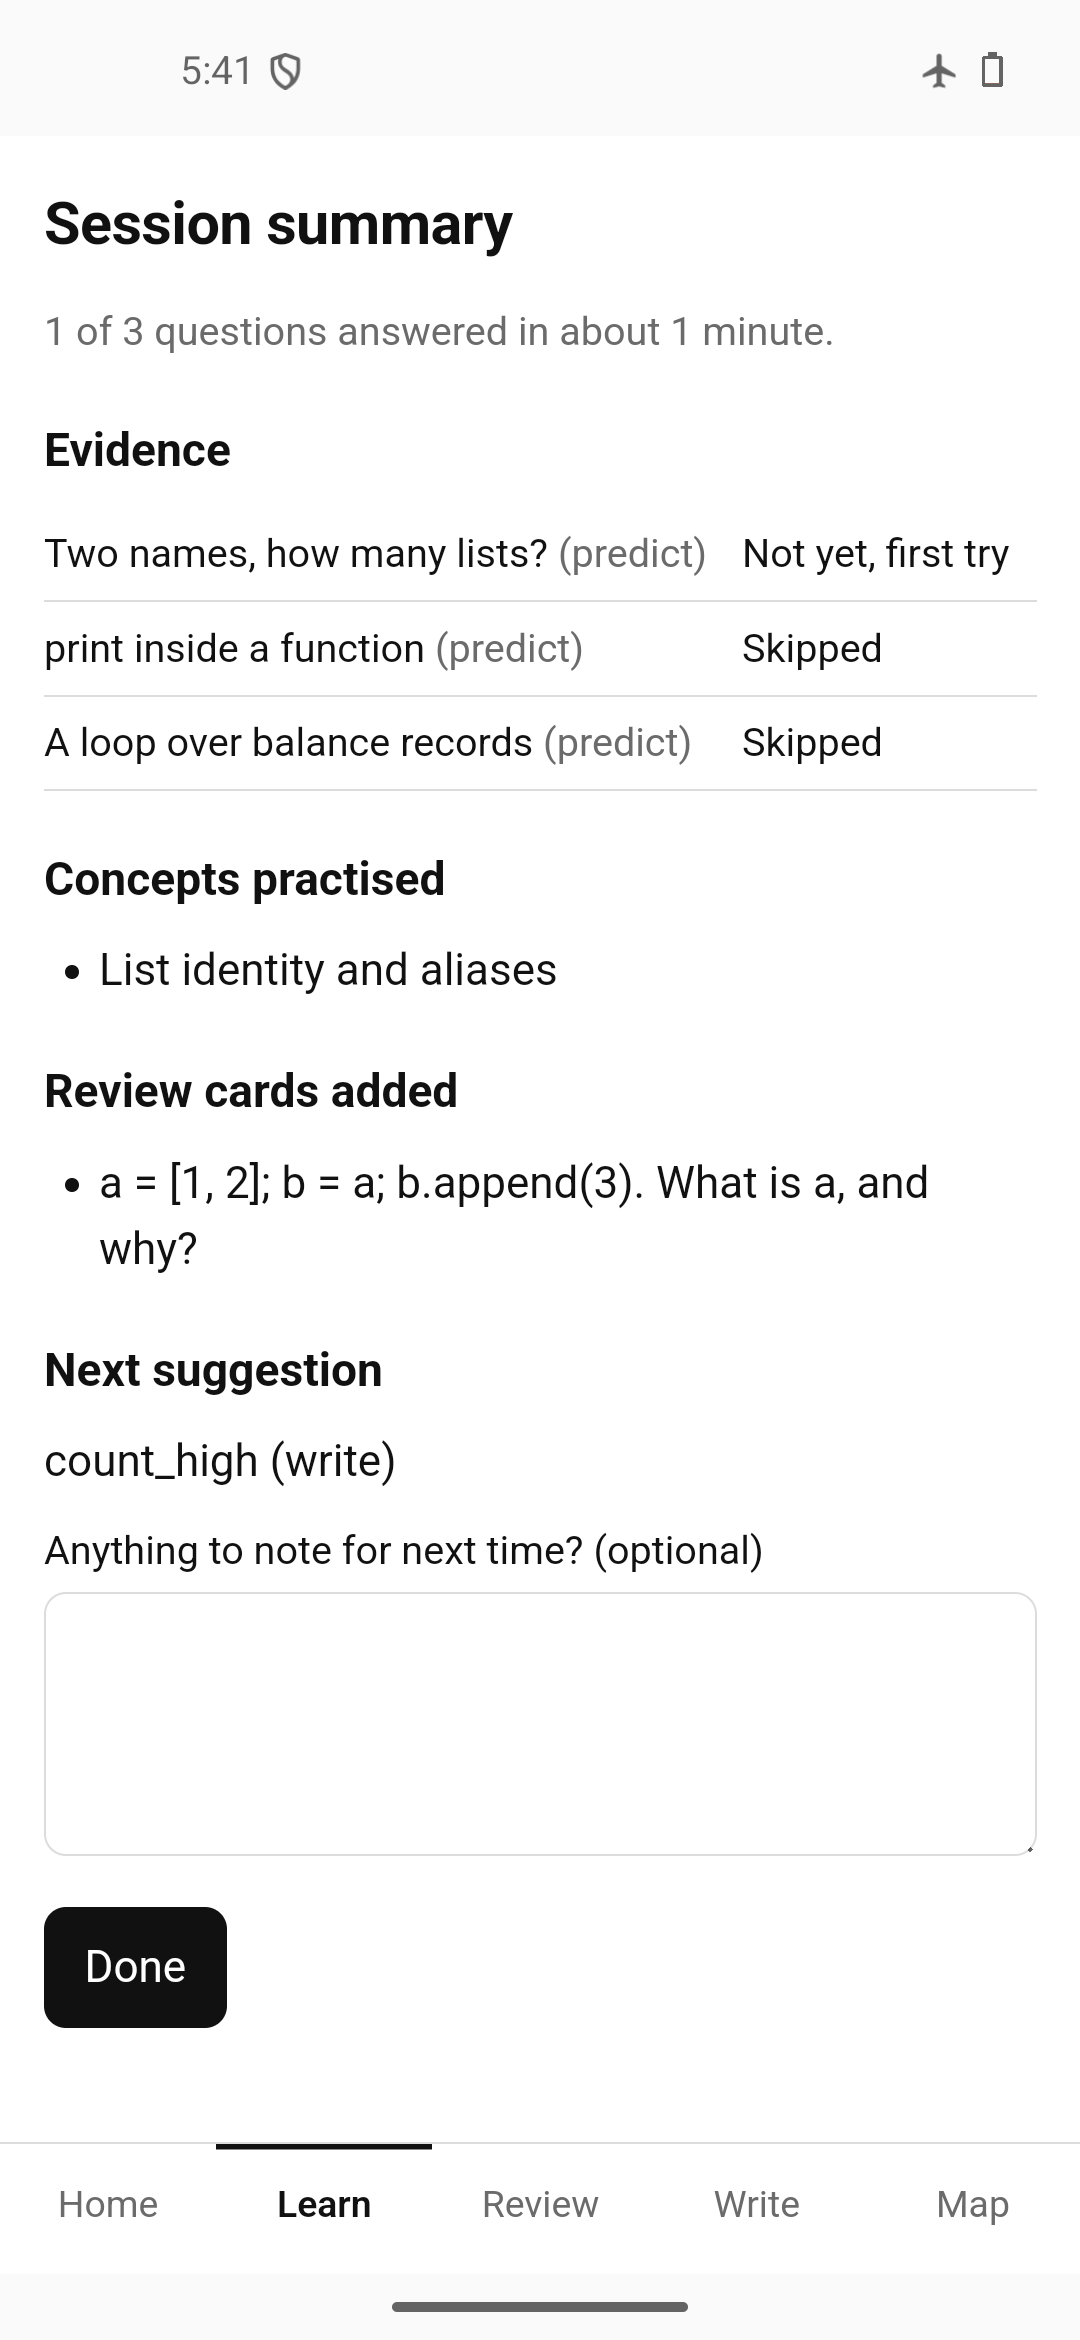 5:41
Session summary
1 of 3 questions answered in about 1 minute.
Evidence
Two names, how many lists? (predict) Not yet, first try
print inside a function (predict) Skipped
A loop over balance records (predict) Skipped
Concepts practised
• List identity and aliases
Review cards added
• a = [1, 2]; b = a; b.append(3). What is a, and
why?
Next suggestion
count_high (write)
Anything to note for next time? (optional)
Done
Home Learn Review Write Map